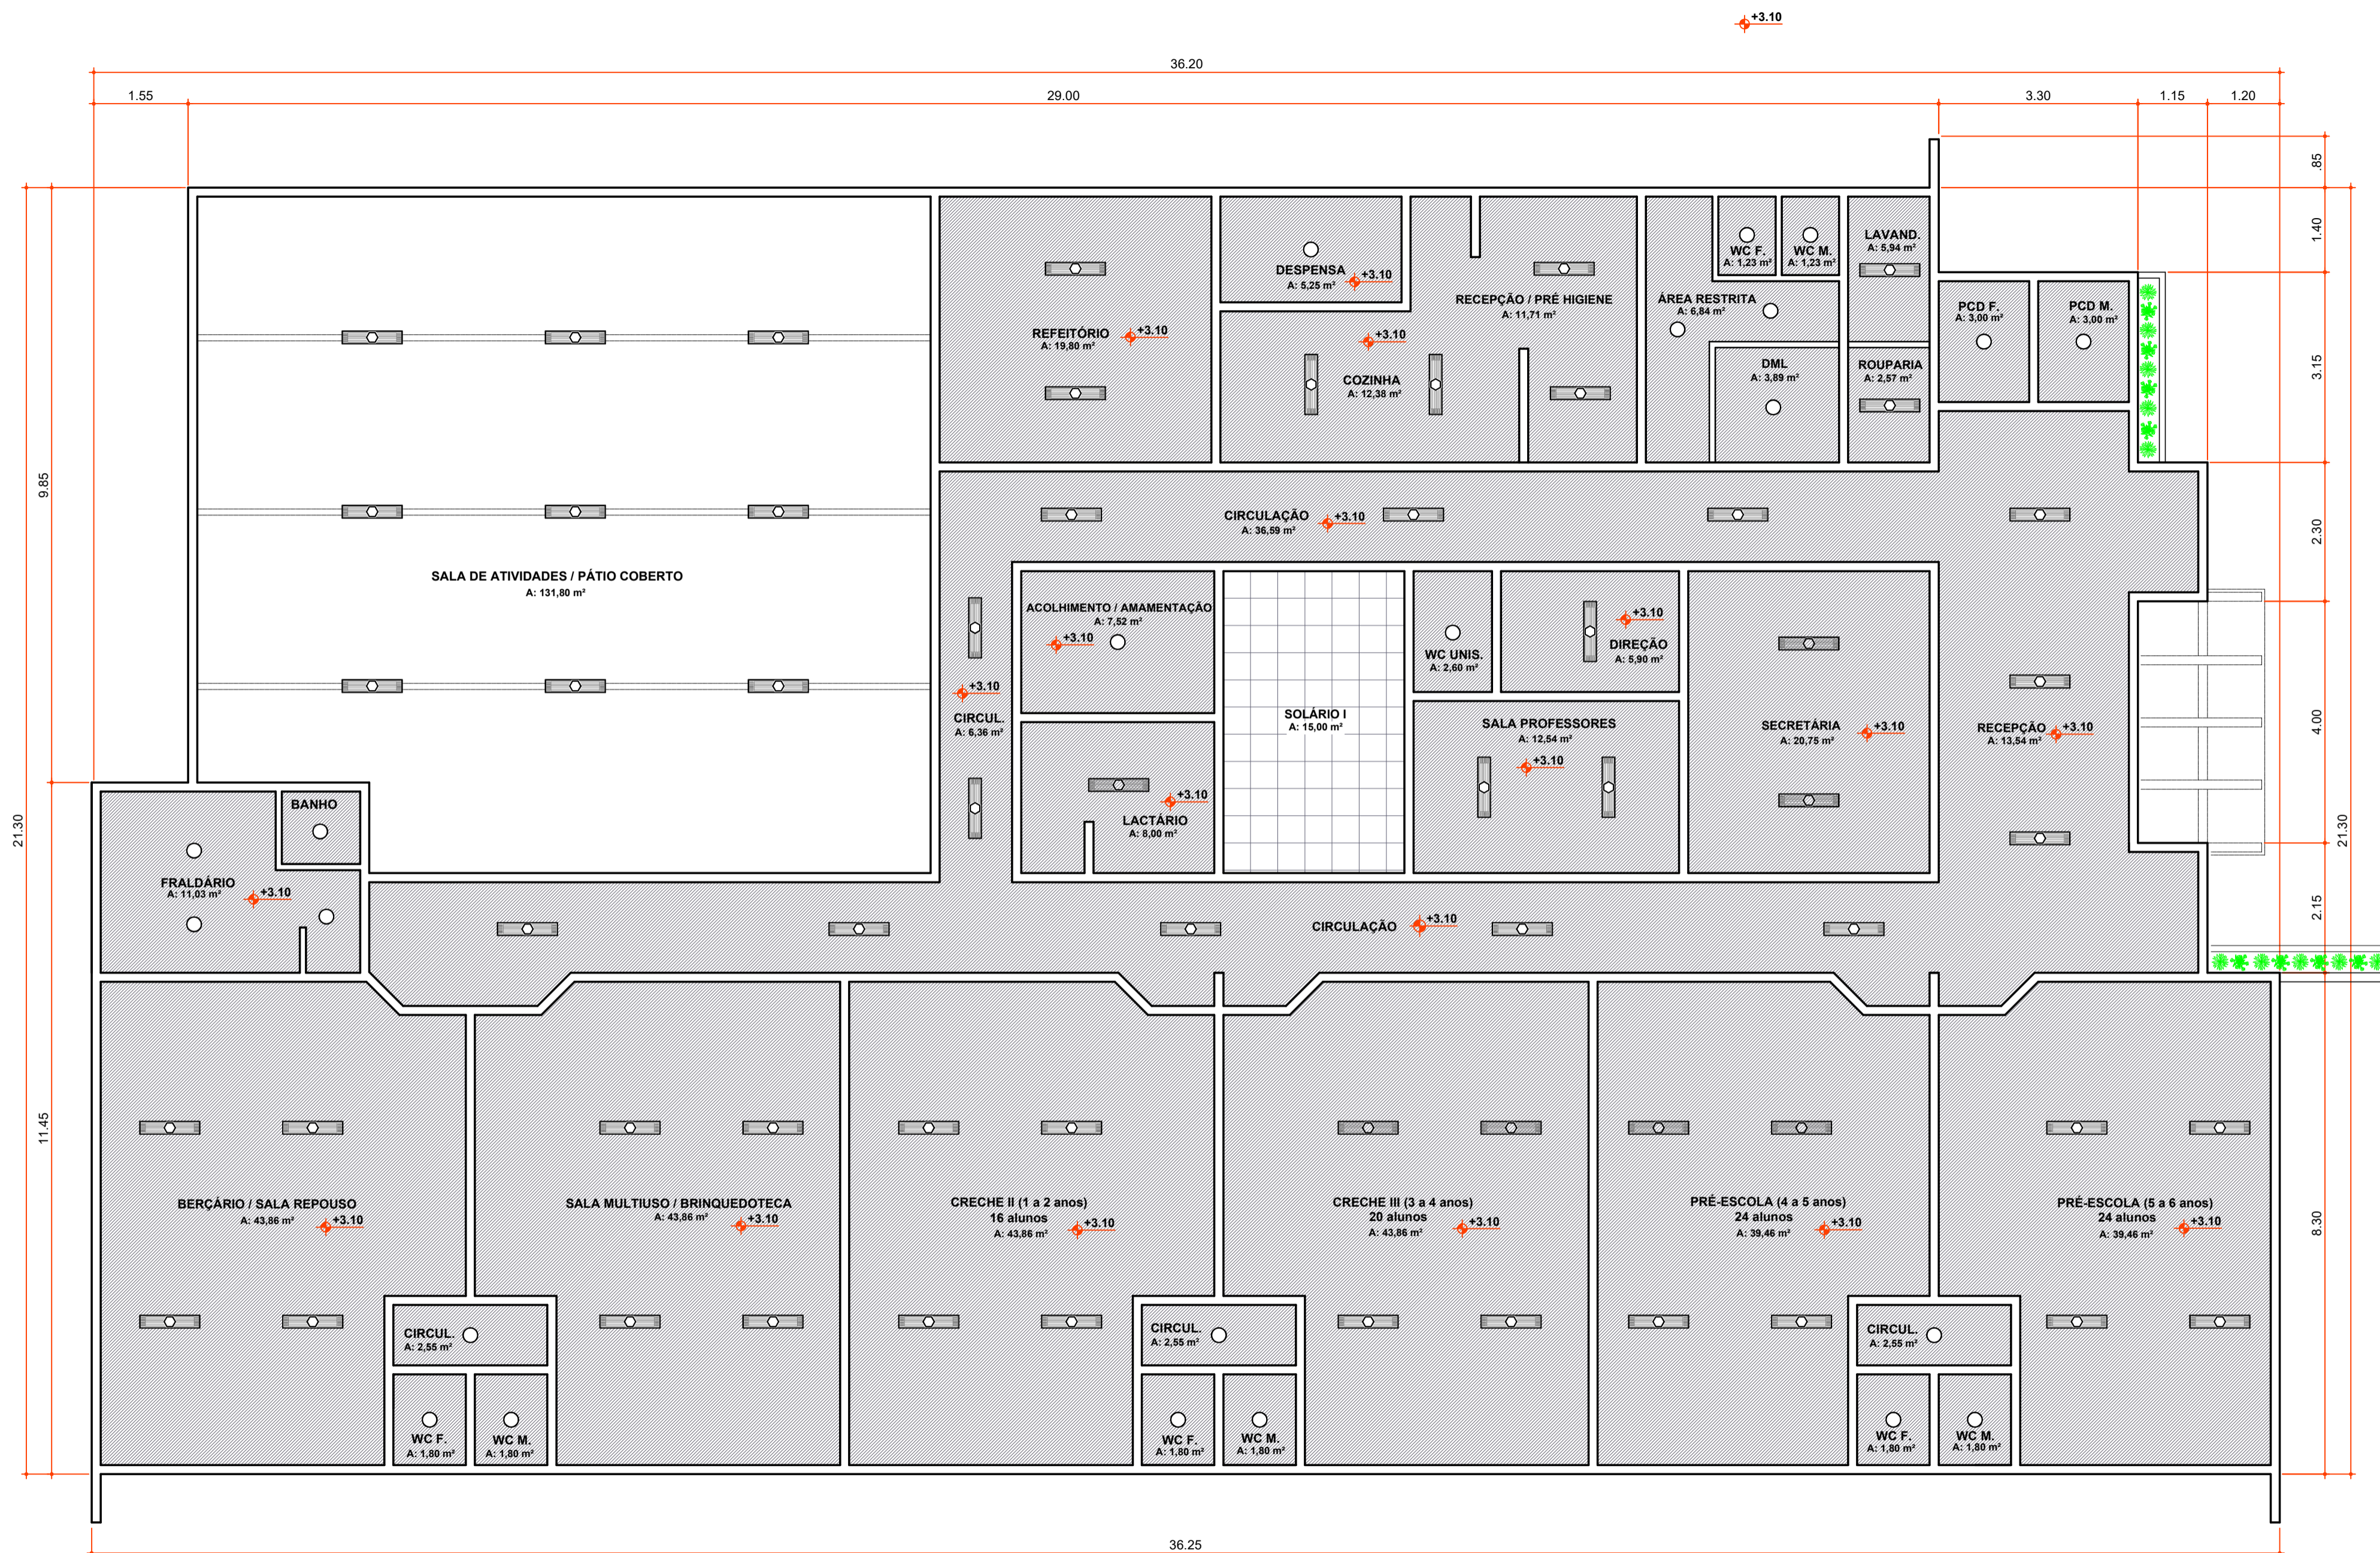 +3.10
36.20
1.55
29.00
3.30
1.15
1.20
.85
1.40
3.15
2.30
4.00
2.15
8.30
21.30
9.85
11.45
21.30
DESPENSA
A: 5,25 m²
+3.10
RECEPÇÃO / PRÉ HIGIENE
A: 11,71 m²
WC F.
A: 1,23 m²
WC M.
A: 1,23 m²
LAVAND.
A: 5,94 m²
ÁREA RESTRITA
A: 6,84 m²
PCD F.
A: 3,00 m²
PCD M.
A: 3,00 m²
REFEITÓRIO
A: 19,80 m²
+3.10
+3.10
COZINHA
A: 12,38 m²
DML
A: 3,89 m²
ROUPARIA
A: 2,57 m²
CIRCULAÇÃO
A: 36,59 m²
+3.10
SALA DE ATIVIDADES / PÁTIO COBERTO
A: 131,80 m²
ACOLHIMENTO / AMAMENTAÇÃO
A: 7,52 m²
+3.10
WC UNIS.
A: 2,60 m²
+3.10
DIREÇÃO
A: 5,90 m²
+3.10
CIRCUL.
A: 6,36 m²
SOLÁRIO I
A: 15,00 m²
SALA PROFESSORES
A: 12,54 m²
+3.10
SECRETÁRIA
A: 20,75 m²
+3.10
RECEPÇÃO
A: 13,54 m²
+3.10
+3.10
LACTÁRIO
A: 8,00 m²
BANHO
FRALDÁRIO
A: 11,03 m²
+3.10
CIRCULAÇÃO
+3.10
BERÇÁRIO / SALA REPOUSO
A: 43,86 m²
+3.10
SALA MULTIUSO / BRINQUEDOTECA
A: 43,86 m²
+3.10
CRECHE II (1 a 2 anos)
16 alunos
A: 43,86 m²
+3.10
CRECHE III (3 a 4 anos)
20 alunos
A: 43,86 m²
+3.10
PRÉ-ESCOLA (4 a 5 anos)
24 alunos
A: 39,46 m²
+3.10
PRÉ-ESCOLA (5 a 6 anos)
24 alunos
A: 39,46 m²
+3.10
CIRCUL.
A: 2,55 m²
CIRCUL.
A: 2,55 m²
CIRCUL.
A: 2,55 m²
WC F.
A: 1,80 m²
WC M.
A: 1,80 m²
WC F.
A: 1,80 m²
WC M.
A: 1,80 m²
WC F.
A: 1,80 m²
WC M.
A: 1,80 m²
36.25